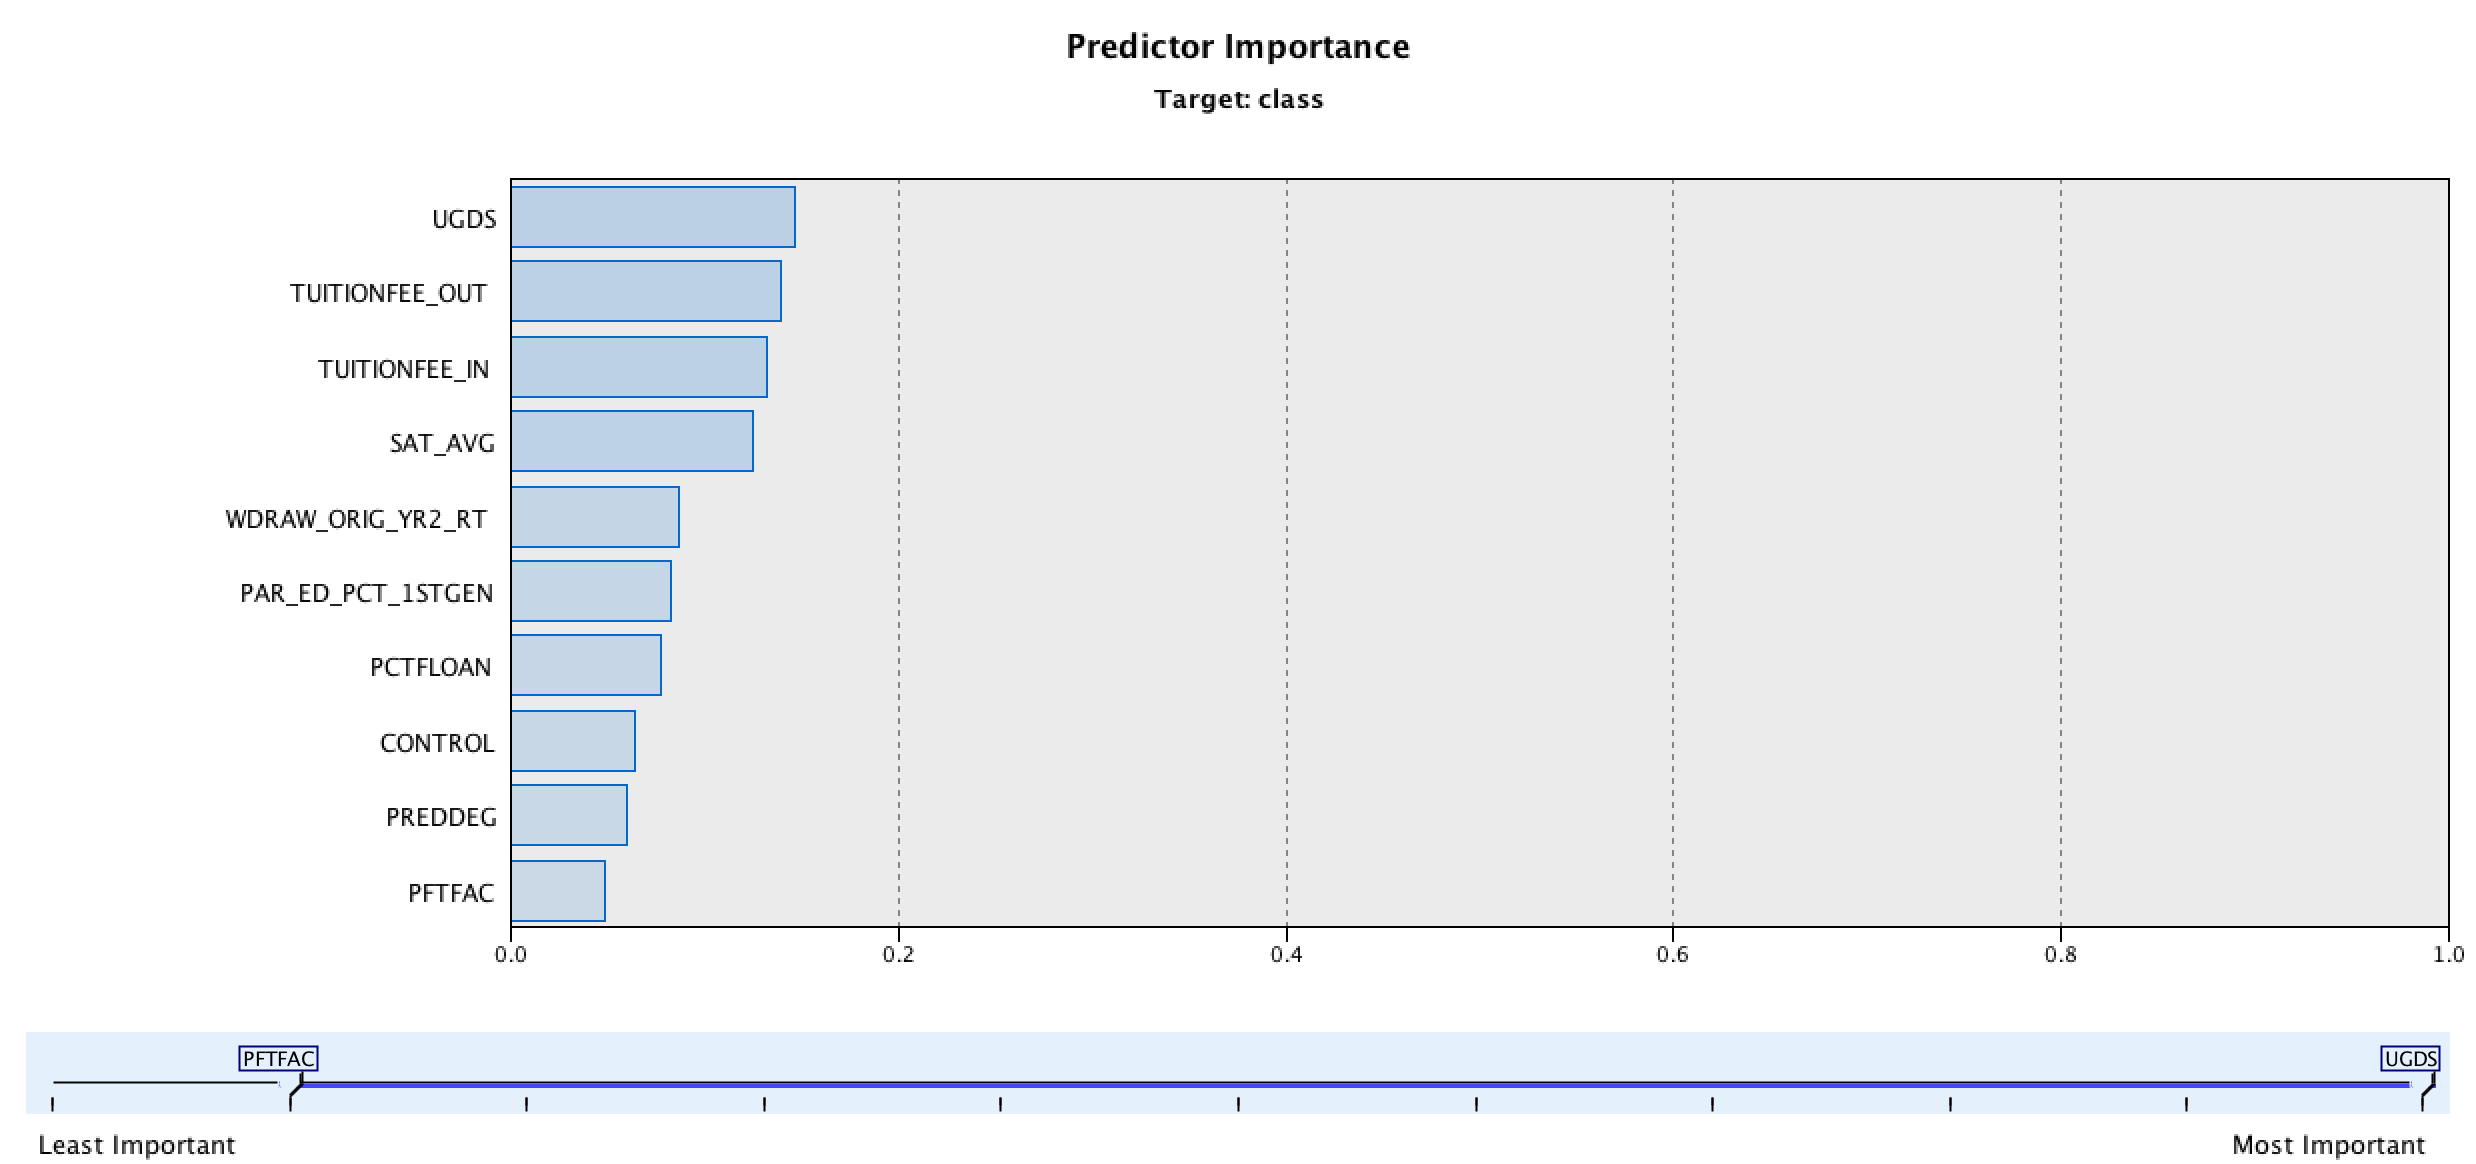 Predictor Importance
Target: class
UGDS
TUITIONFEE_OUT
TUITIONFEE_IN
SAT_AVG
WDRAW_ORIG_YR2_RT
PAR_ED_PCT_1STGEN
PCTFLOAN
CONTROL
PREDDEG
PFTFAC
0.0 0.2 0.4 0.6 0.8 1.0
PFTFAC UGDS
Least Important Most Important